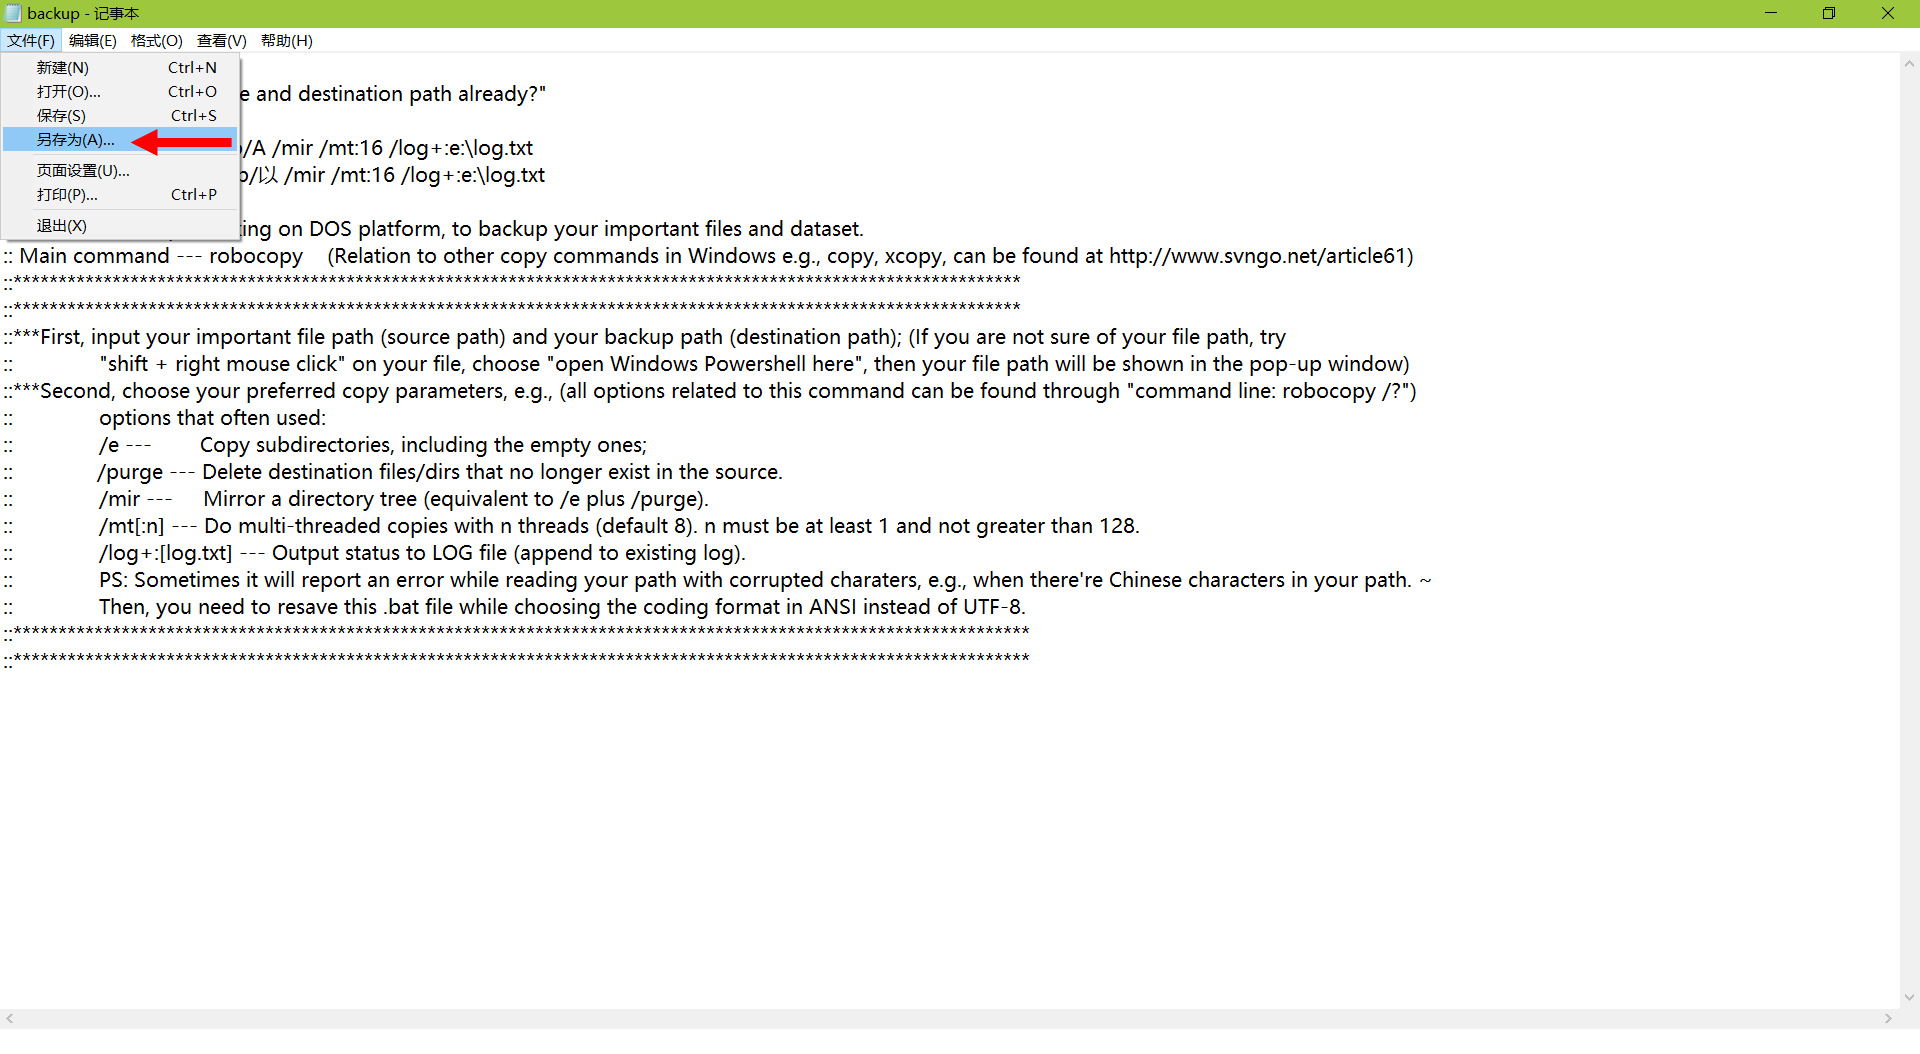 backup - 记事本
文件(F) 编辑(E) 格式(O) 查看(V) 帮助(H)
新建(N) Ctrl+N
打开(O)... Ctrl+O
保存(S) Ctrl+S
另存为(A)...
页面设置(U)...
打印(P)... Ctrl+P
退出(X)
e and destination path already?"
/A /mir /mt:16 /log+:e:\log.txt
/以 /mir /mt:16 /log+:e:\log.txt
ing on DOS platform, to backup your important files and dataset.
:: Main command --- robocopy (Relation to other copy commands in Windows e.g., copy, xcopy, can be found at http://www.svngo.net/article61)
::****************************************************************************************************************
::****************************************************************************************************************
::***First, input your important file path (source path) and your backup path (destination path); (If you are not sure of your file path, try
:: "shift + right mouse click" on your file, choose "open Windows Powershell here", then your file path will be shown in the pop-up window)
::***Second, choose your preferred copy parameters, e.g., (all options related to this command can be found through "command line: robocopy /?")
:: options that often used:
:: /e --- Copy subdirectories, including the empty ones;
:: /purge --- Delete destination files/dirs that no longer exist in the source.
:: /mir --- Mirror a directory tree (equivalent to /e plus /purge).
:: /mt[:n] --- Do multi-threaded copies with n threads (default 8). n must be at least 1 and not greater than 128.
:: /log+:[log.txt] --- Output status to LOG file (append to existing log).
:: PS: Sometimes it will report an error while reading your path with corrupted charaters, e.g., when there're Chinese characters in your path. ~
:: Then, you need to resave this .bat file while choosing the coding format in ANSI instead of UTF-8.
::*****************************************************************************************************************
::*****************************************************************************************************************